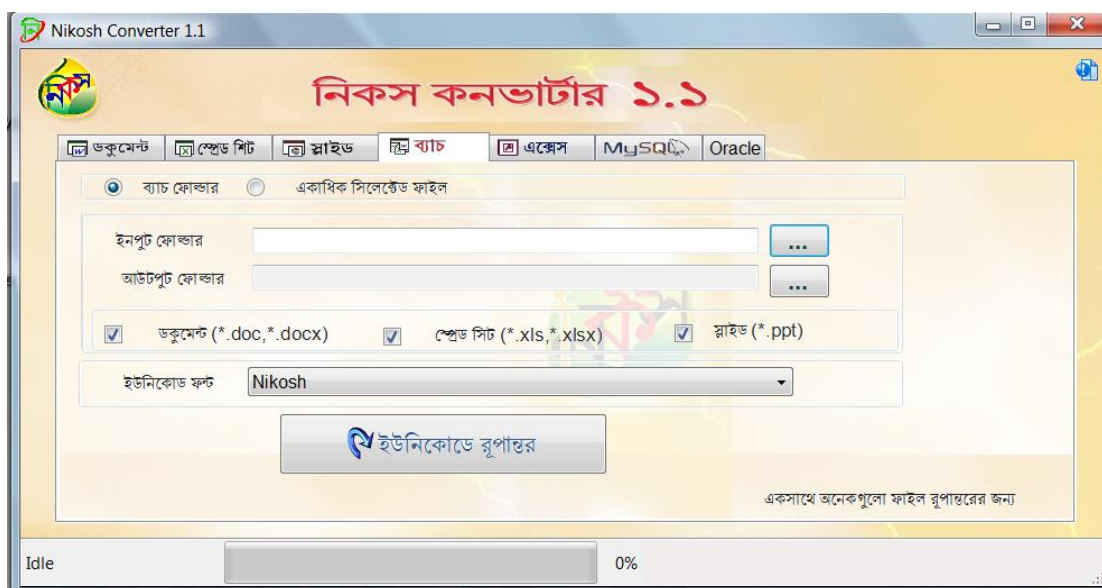 Nikosh Converter 1.1
নিকস
নিকস কনভার্টার ১.১
ডকুমেন্ট স্প্রেড শিট স্লাইড ব্যাচ এক্সেস MySQL Oracle
ব্যাচ ফোল্ডার একাধিক সিলেক্টেড ফাইল
ইনপুট ফোল্ডার ...
আউটপুট ফোল্ডার ...
ডকুমেন্ট (*.doc,*.docx) স্প্রেড সিট (*.xls,*.xlsx) স্লাইড (*.ppt)
ইউনিকোড ফন্ট Nikosh
ইউনিকোডে রূপান্তর
একসাথে অনেকগুলো ফাইল রূপান্তরের জন্য
Idle 0%